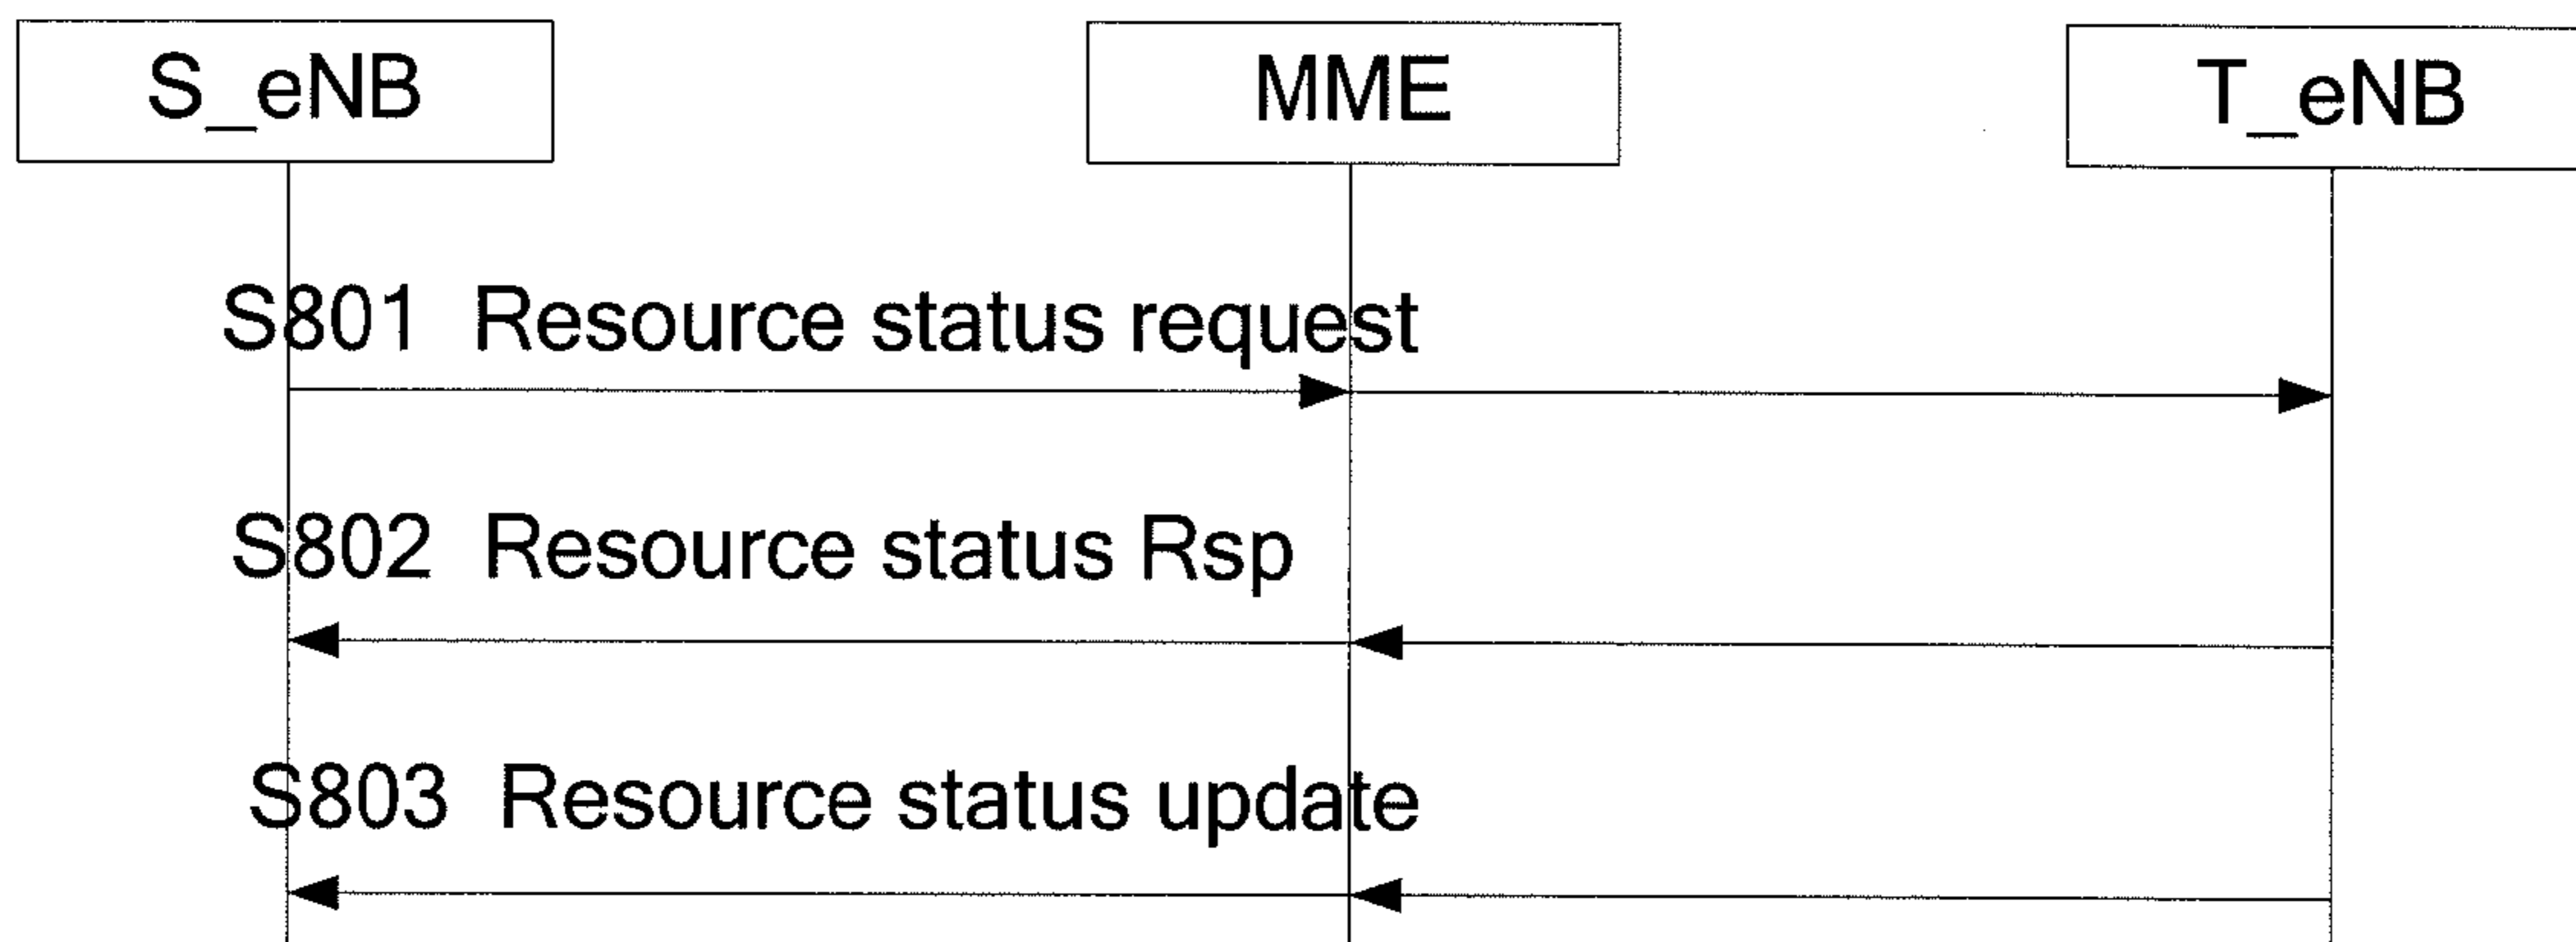 S_eNB
MME
T_eNB
S801 Resource status request
S802 Resource status Rsp
S803 Resource status update